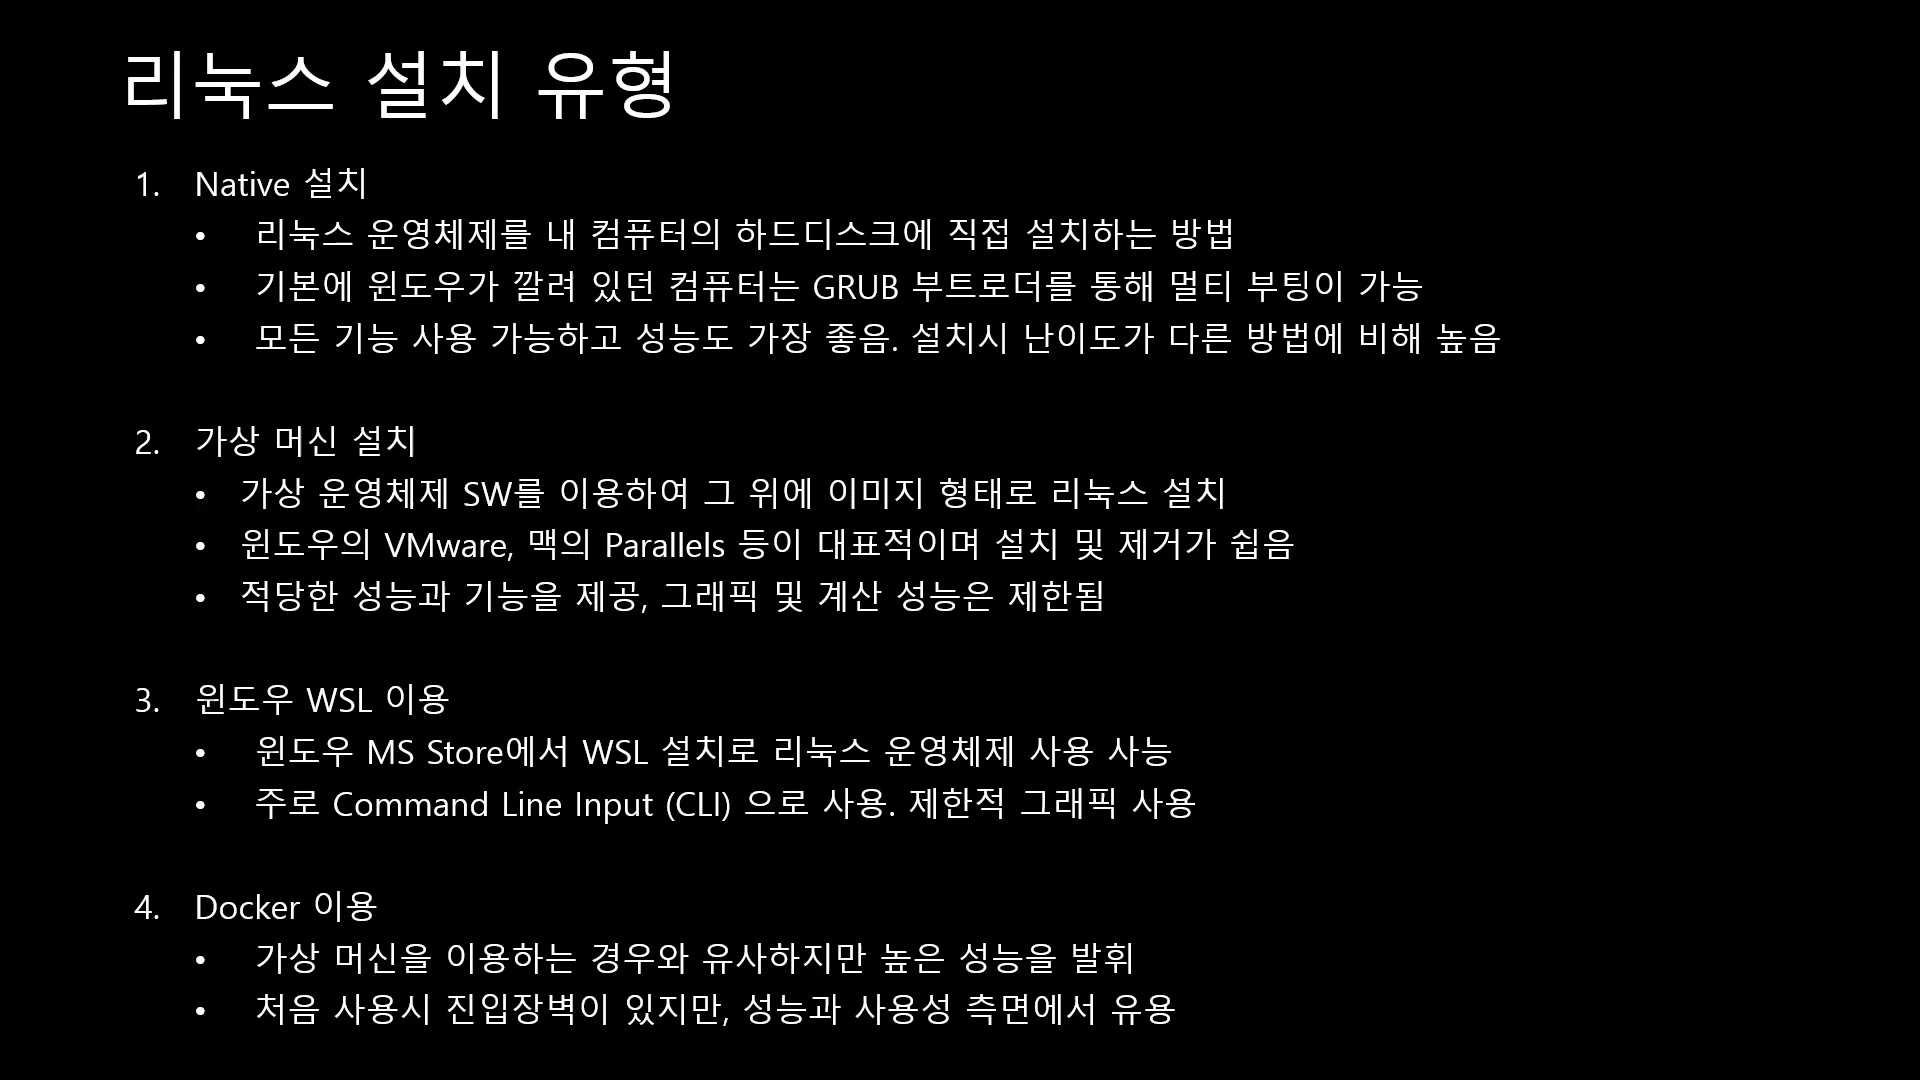 리눅스 설치 유형
1. Native 설치
• 리눅스 운영체제를 내 컴퓨터의 하드디스크에 직접 설치하는 방법
• 기본에 윈도우가 깔려 있던 컴퓨터는 GRUB 부트로더를 통해 멀티 부팅이 가능
• 모든 기능 사용 가능하고 성능도 가장 좋음. 설치시 난이도가 다른 방법에 비해 높음
2. 가상 머신 설치
• 가상 운영체제 SW를 이용하여 그 위에 이미지 형태로 리눅스 설치
• 윈도우의 VMware, 맥의 Parallels 등이 대표적이며 설치 및 제거가 쉽음
• 적당한 성능과 기능을 제공, 그래픽 및 계산 성능은 제한됨
3. 윈도우 WSL 이용
• 윈도우 MS Store에서 WSL 설치로 리눅스 운영체제 사용 사능
• 주로 Command Line Input (CLI) 으로 사용. 제한적 그래픽 사용
4. Docker 이용
• 가상 머신을 이용하는 경우와 유사하지만 높은 성능을 발휘
• 처음 사용시 진입장벽이 있지만, 성능과 사용성 측면에서 유용